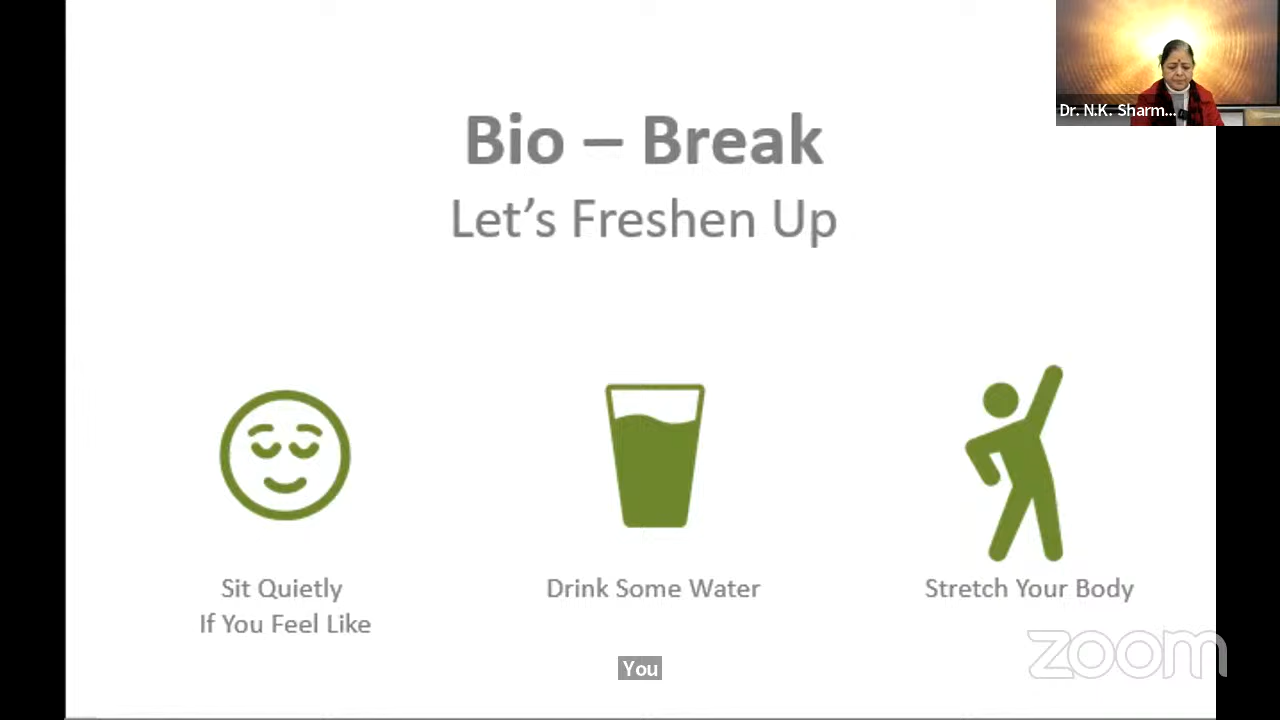 Dr. N.K. Sharm...
Bio – Break
Let's Freshen Up
Sit Quietly
If You Feel Like
Drink Some Water
Stretch Your Body
zoom
You